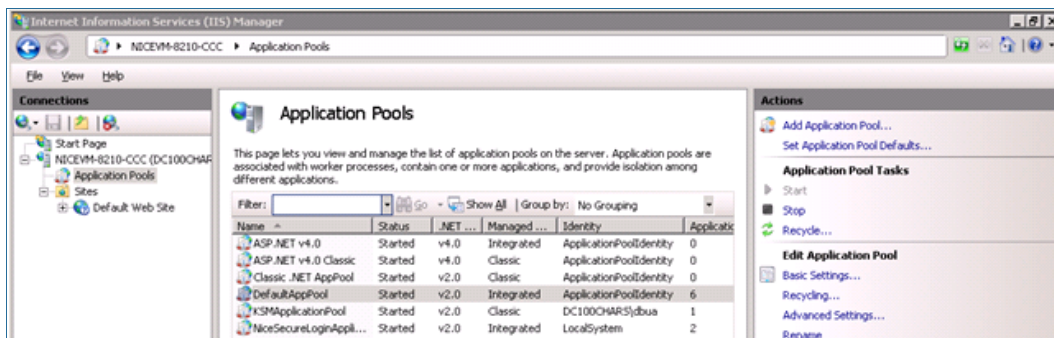 Internet Information Services (IIS) Manager
NICEVM-8210-CCC Application Pools
File View Help
Connections
Start Page
NICEVM-8210-CCC (DC100CHAR
Application Pools
Sites
Default Web Site
Application Pools
This page lets you view and manage the list of application pools on the server. Application pools are
associated with worker processes, contain one or more applications, and provide isolation among
different applications.
Filter: Go Show All Group by: No Grouping
Name Status .NET ... Managed ... Identity Applicatio
ASP.NET v4.0 Started v4.0 Integrated ApplicationPoolIdentity 0
ASP.NET v4.0 Classic Started v4.0 Classic ApplicationPoolIdentity 0
Classic .NET AppPool Started v2.0 Classic ApplicationPoolIdentity 0
DefaultAppPool Started v2.0 Integrated ApplicationPoolIdentity 6
KSMApplicationPool Started v2.0 Classic DC100CHARS\dbua 1
NiceSecureLoginAppli... Started v2.0 Integrated LocalSystem 2
Actions
Add Application Pool...
Set Application Pool Defaults...
Application Pool Tasks
Start
Stop
Recycle...
Edit Application Pool
Basic Settings...
Recycling...
Advanced Settings...
Rename